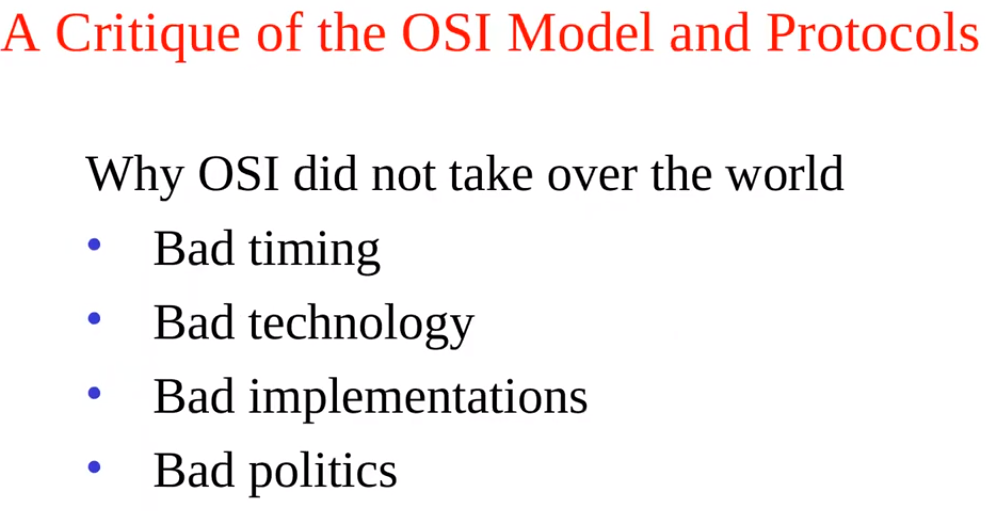 A Critique of the OSI Model and Protocols
Why OSI did not take over the world
• Bad timing
• Bad technology
• Bad implementations
• Bad politics